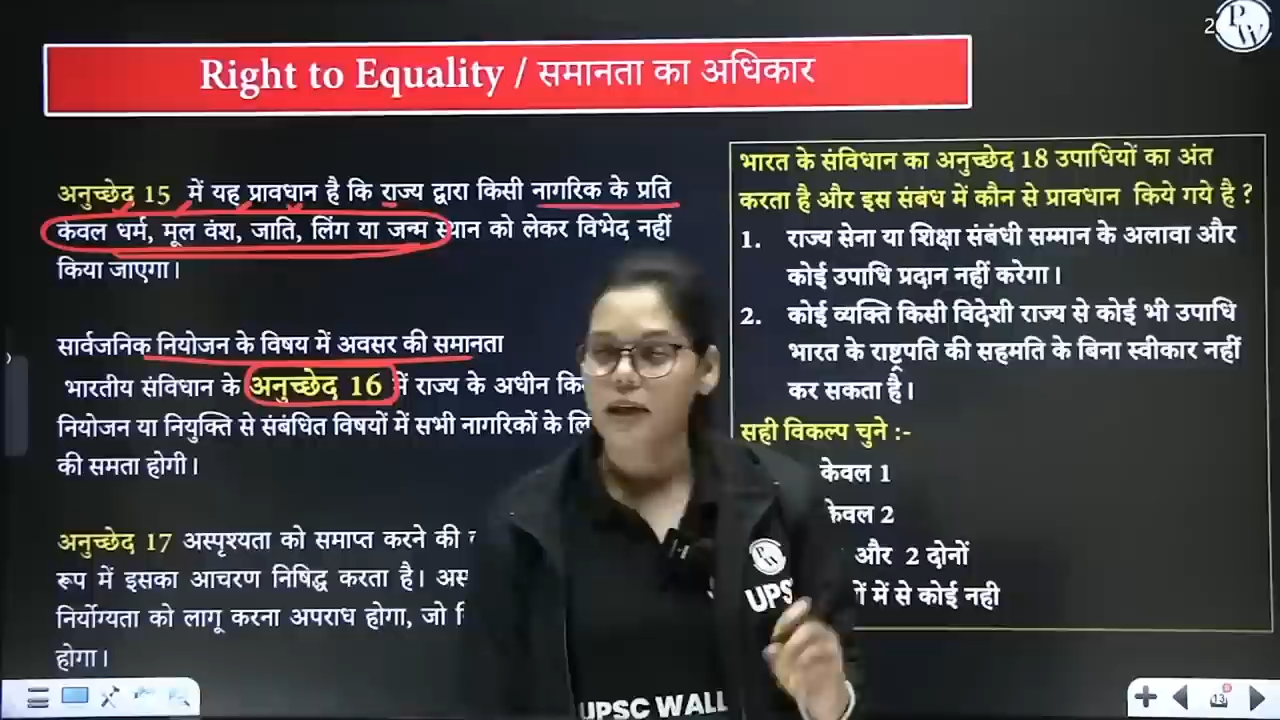 Right to Equality / समानता का अधिकार
अनुच्छेद 15 में यह प्रावधान है कि राज्य द्वारा किसी नागरिक के प्रति
केवल धर्म, मूल वंश, जाति, लिंग या जन्म स्थान को लेकर विभेद नहीं
किया जाएगा।
सार्वजनिक नियोजन के विषय में अवसर की समानता
भारतीय संविधान के अनुच्छेद 16 में राज्य के अधीन
नियोजन या नियुक्ति से संबंधित विषयों में सभी नागरिकों के
की समता होगी।
अनुच्छेद 17 अस्पृश्यता को समाप्त करने की
रूप में इसका आचरण निषिद्ध करता है।
निर्योग्यता को लागू करना अपराध होगा, जो
होगा।
भारत के संविधान का अनुच्छेद 18 उपाधियों का अंत
करता है और इस संबंध में कौन से प्रावधान किये गये है ?
1. राज्य सेना या शिक्षा संबंधी सम्मान के अलावा और
कोई उपाधि प्रदान नहीं करेगा।
2. कोई व्यक्ति किसी विदेशी राज्य से कोई भी उपाधि
भारत के राष्ट्रपति की सहमति के बिना स्वीकार नहीं
कर सकता है।
सही विकल्प चुने :-
केवल 1
केवल 2
और 2 दोनों
में से कोई नही
PW
PW
UPS
UPSC WALL
13